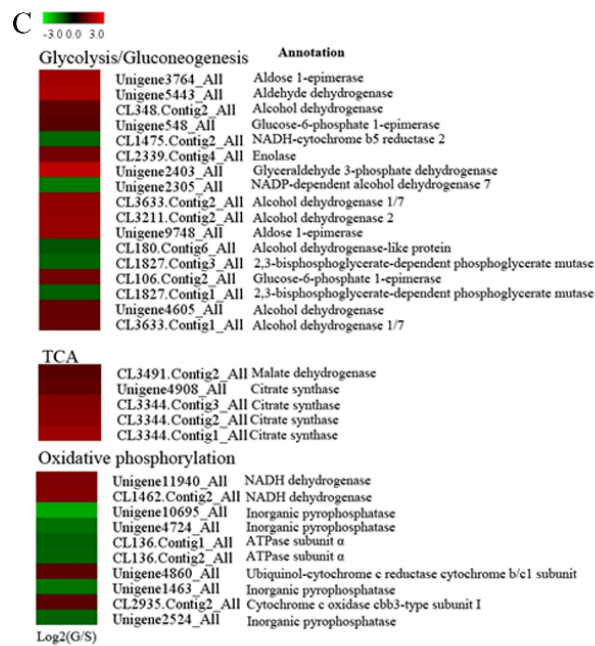 C
-3.0 0.0 3.0
Glycolysis/Gluconeogenesis Annotation
Unigene3764_All Aldose 1-epimerase
Unigene5443_All Aldehyde dehydrogenase
CL348.Contig2_All Alcohol dehydrogenase
Unigene548_All Glucose-6-phosphate 1-epimerase
CL1475.Contig2_All NADH-cytochrome b5 reductase 2
CL2339.Contig4_All Enolase
Unigene2403_All Glyceraldehyde 3-phosphate dehydrogenase
Unigene2305_All NADP-dependent alcohol dehydrogenase 7
CL3633.Contig2_All Alcohol dehydrogenase 1/7
CL3211.Contig2_All Alcohol dehydrogenase 2
Unigene9748_All Aldose 1-epimerase
CL180.Contig6_All Alcohol dehydrogenase-like protein
CL1827.Contig3_All 2,3-bisphosphoglycerate-dependent phosphoglycerate mutase
CL106.Contig2_All Glucose-6-phosphate 1-epimerase
CL1827.Contig1_All 2,3-bisphosphoglycerate-dependent phosphoglycerate mutase
Unigene4605_All Alcohol dehydrogenase
CL3633.Contig1_All Alcohol dehydrogenase 1/7
TCA
CL3491.Contig2_All Malate dehydrogenase
Unigene4908_All Citrate synthase
CL3344.Contig3_All Citrate synthase
CL3344.Contig2_All Citrate synthase
CL3344.Contig1_All Citrate synthase
Oxidative phosphorylation
Unigene11940_All NADH dehydrogenase
CL1462.Contig2_All NADH dehydrogenase
Unigene10695_All Inorganic pyrophosphatase
Unigene4724_All Inorganic pyrophosphatase
CL136.Contig1_All ATPase subunit α
CL136.Contig2_All ATPase subunit α
Unigene4860_All Ubiquinol-cytochrome c reductase cytochrome b/c1 subunit
Unigene1463_All Inorganic pyrophosphatase
CL2935.Contig2_All Cytochrome c oxidase cbb3-type subunit I
Unigene2524_All Inorganic pyrophosphatase
Log2(G/S)